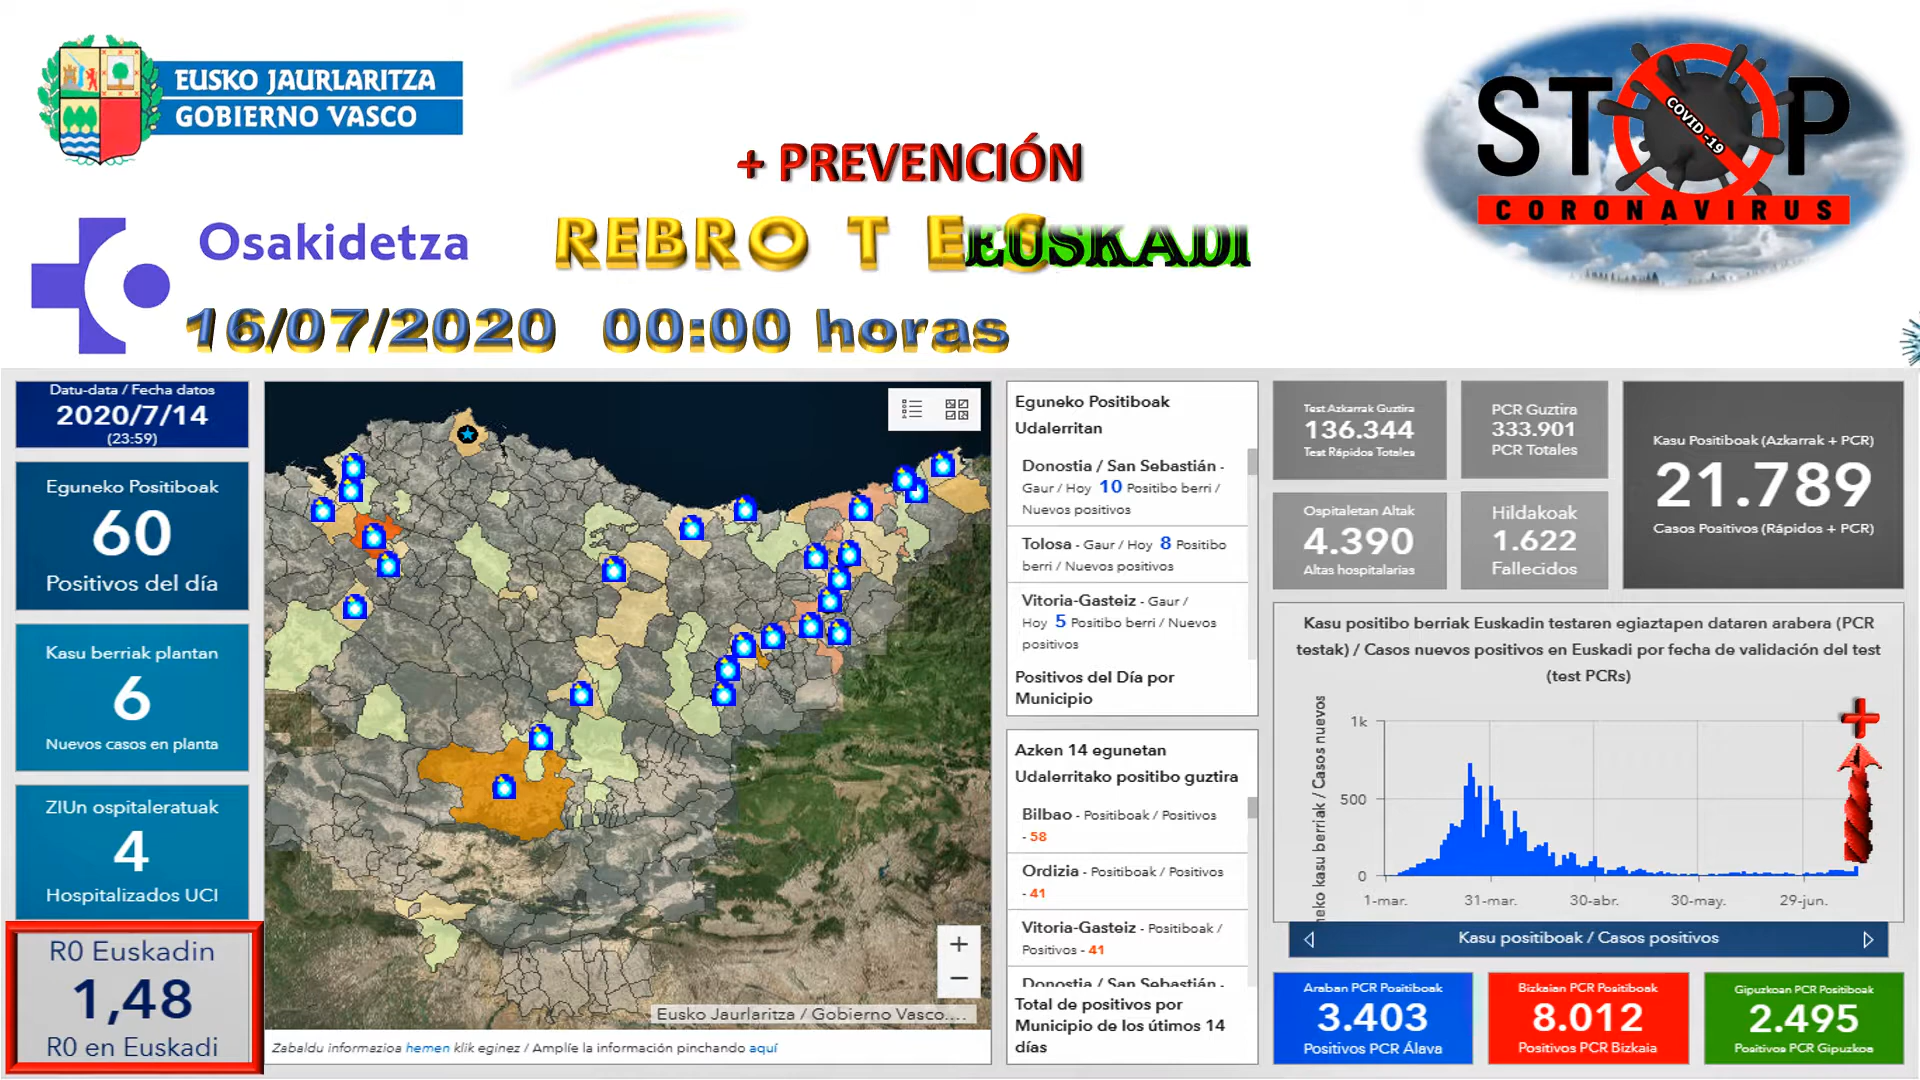 EUSKO JAURLARITZA
GOBIERNO VASCO
STOP
COVID -19
CORONAVIRUS
+ PREVENCIÓN
Osakidetza
REBROTES
EUSKADI
16/07/2020 00:00 horas
Datu-data / Fecha datos
2020/7/14
(23:59)
Eguneko Positiboak
60
Positivos del día
Kasu berriak plantan
6
Nuevos casos en planta
ZIUn ospitaleratuak
4
Hospitalizados UCI
R0 Euskadin
1,48
R0 en Euskadi
Eusko Jaurlaritza / Gobierno Vasco....
Zabaldu informazioa hemen klik eginez / Amplíe la información pinchando aquí
Eguneko Positiboak
Udalerritan
Donostia / San Sebastián -
Gaur / Hoy 10 Positibo berri /
Nuevos positivos
Tolosa - Gaur / Hoy 8 Positibo
berri / Nuevos positivos
Vitoria-Gasteiz - Gaur /
Hoy 5 Positibo berri / Nuevos
positivos
Positivos del Día por
Municipio
Azken 14 egunetan
Udalerritako positibo guztira
Bilbao - Positiboak / Positivos
- 58
Ordizia - Positiboak / Positivos
- 41
Vitoria-Gasteiz - Positiboak /
Positivos - 41
Donostia / San Sebastián -
Total de positivos por
Municipio de los útimos 14
días
Test Azkarrak Guztira
136.344
Test Rápidos Totales
PCR Guztira
333.901
PCR Totales
Kasu Positiboak (Azkarrak + PCR)
21.789
Casos Positivos (Rápidos + PCR)
Ospitaletan Altak
4.390
Altas hospitalarias
Hildakoak
1.622
Fallecidos
Kasu positibo berriak Euskadin testaren egiaztapen dataren arabera (PCR
testak) / Casos nuevos positivos en Euskadi por fecha de validación del test
(test PCRs)
kasu berriak / Casos nuevos
1k
500
0
1-mar.
31-mar.
30-abr.
30-may.
29-jun.
Kasu positiboak / Casos positivos
Araban PCR Positiboak
3.403
Positivos PCR Álava
Bizkaian PCR Positiboak
8.012
Positivos PCR Bizkaia
Gipuzkoan PCR Positiboak
2.495
Positivos PCR Gipuzkoa